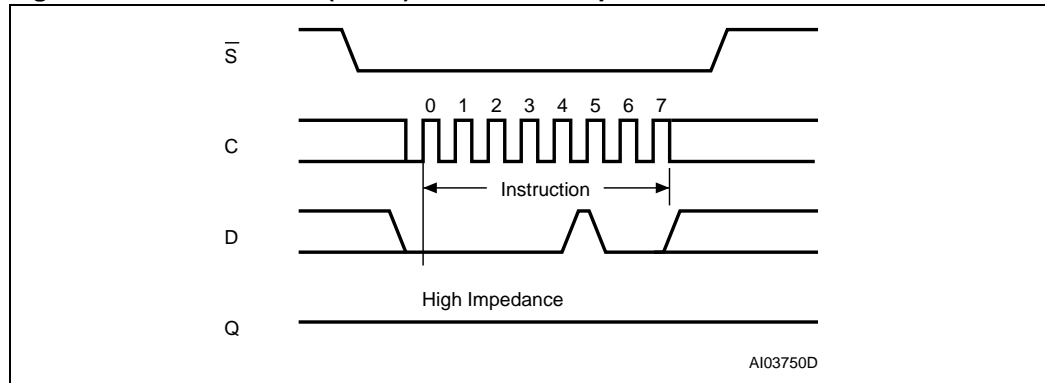 S̅
0 1 2 3 4 5 6 7
C
Instruction
D
High Impedance
Q
AI03750D